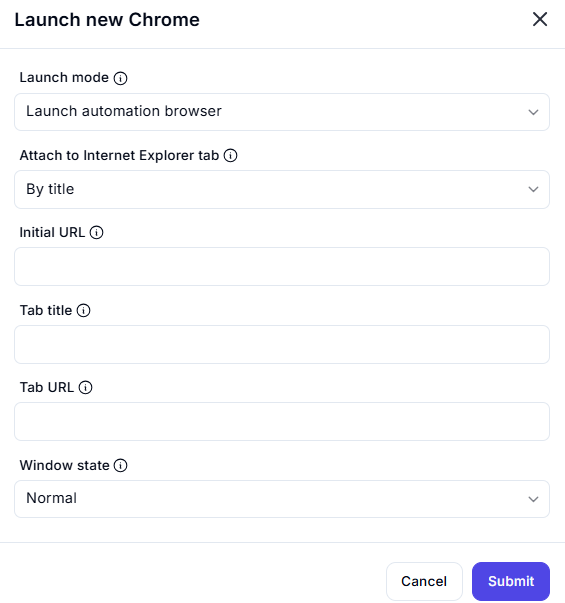 Launch new Chrome
Launch mode
Launch automation browser
Attach to Internet Explorer tab
By title
Initial URL
Tab title
Tab URL
Window state
Normal
Cancel
Submit